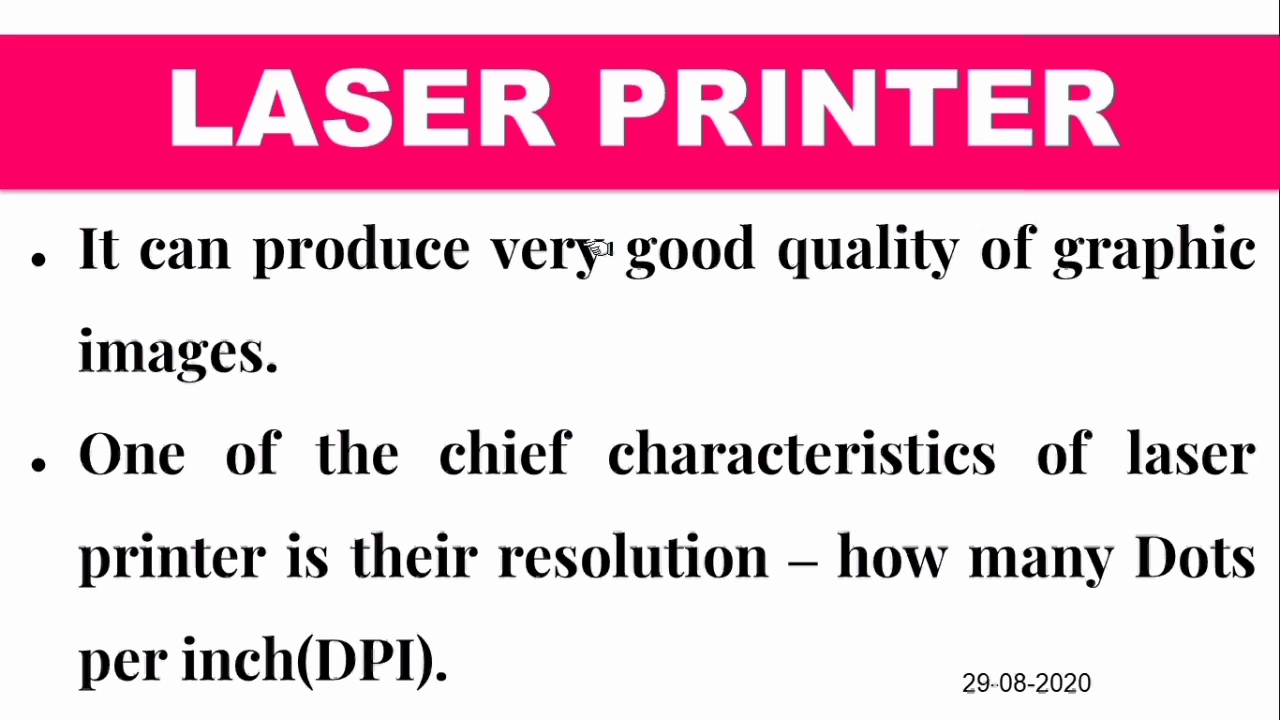 LASER PRINTER
• It can produce very good quality of graphic
images.
• One of the chief characteristics of laser
printer is their resolution – how many Dots
per inch(DPI).
29-08-2020